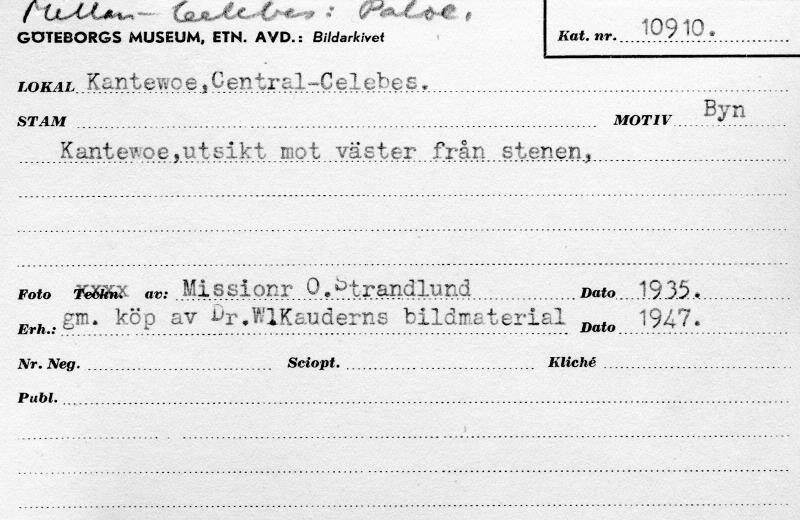 Mellan-Celebes: Paloe.
GÖTEBORGS MUSEUM, ETN. AVD.: Bildarkivet
Kat. nr. 10910.
LOKAL Kantewoe,Central-Celebes.
STAM MOTIV Byn
Kantewoe,utsikt mot väster från stenen,
Foto Teckn. av: Missionr O.Strandlund Dato 1935.
Erh.: gm. köp av Dr.W1Kauderns bildmaterial Dato 1947.
Nr. Neg. Sciopt. Kliché
Publ.